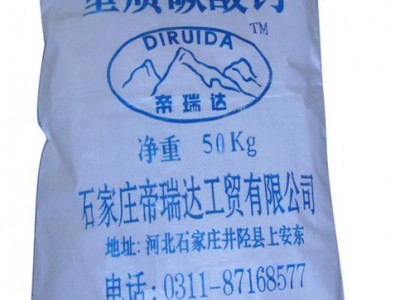 重质碳酸钙
DIRUIDA
TM
帝瑞达
净重 50Kg
石家庄帝瑞达工贸有限公司
地址:河北石家庄井陉县上安东
电话:0311-87168577